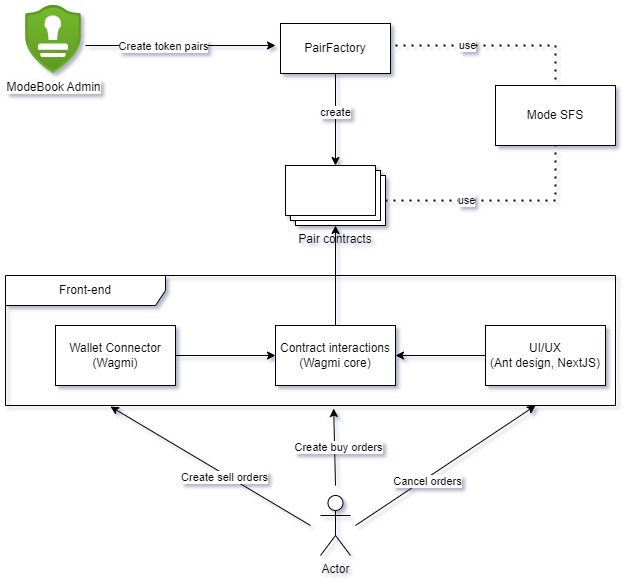 Create token pairs
PairFactory
use
ModeBook Admin
create
Mode SFS
use
Pair contracts
Front-end
Wallet Connector
(Wagmi)
Contract interactions
(Wagmi core)
UI/UX
(Ant design, NextJS)
Create buy orders
Create sell orders
Cancel orders
Actor